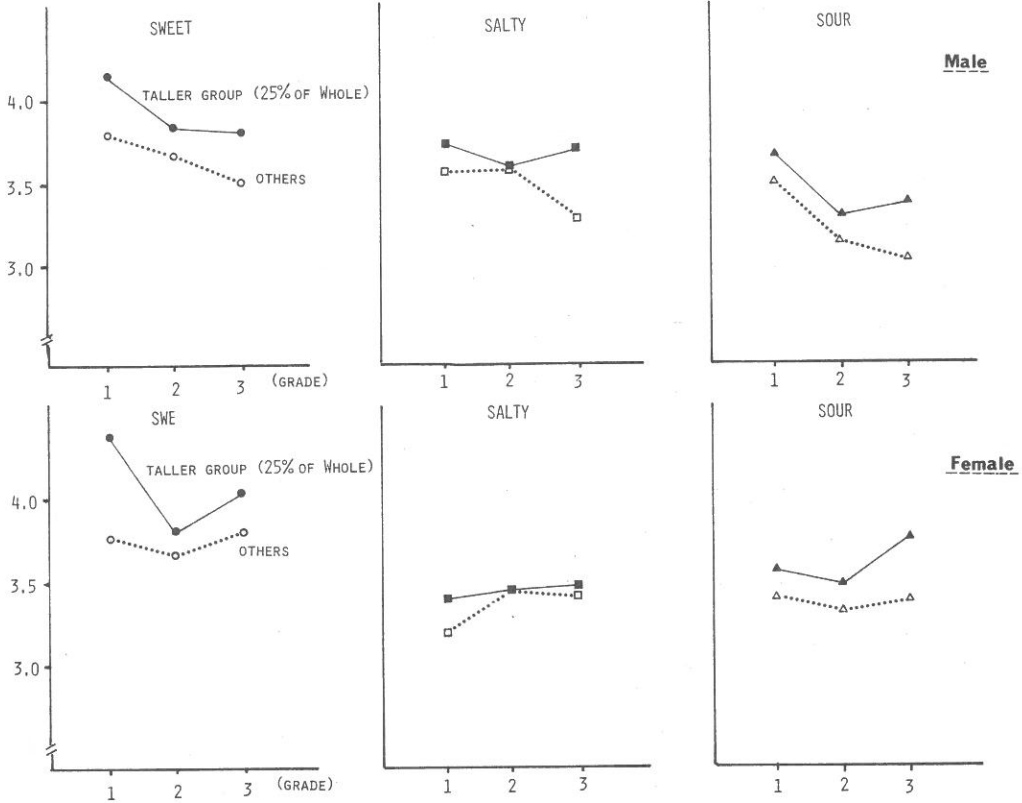 SWEET
SALTY
SOUR
Male
TALLER GROUP (25% OF WHOLE)
OTHERS
4.0
3.5
3.0
1 2 3 (GRADE)
1 2 3
1 2 3
SWE
SALTY
SOUR
Female
TALLER GROUP (25% OF WHOLE)
OTHERS
4.0
3.5
3.0
1 2 3 (GRADE)
1 2 3
1 2 3